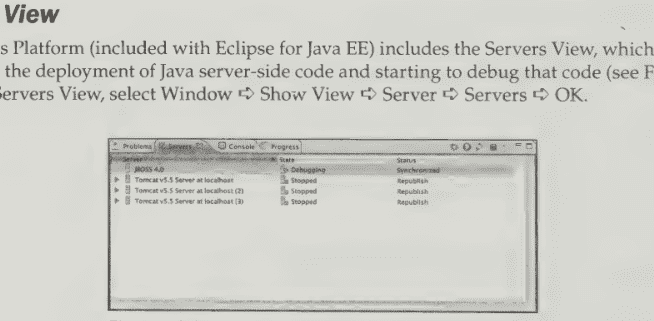 View
s Platform (included with Eclipse for Java EE) includes the Servers View, which
the deployment of Java server-side code and starting to debug that code (see F
Servers View, select Window ➪ Show View ➪ Server ➪ Servers ➪ OK.
Problems Servers Console Progress
Server State Status
JBOSS 4.0 Debugging Synchronized
Tomcat v5.5 Server at localhost Stopped Republish
Tomcat v5.5 Server at localhost (2) Stopped Republish
Tomcat v5.5 Server at localhost (3) Stopped Republish